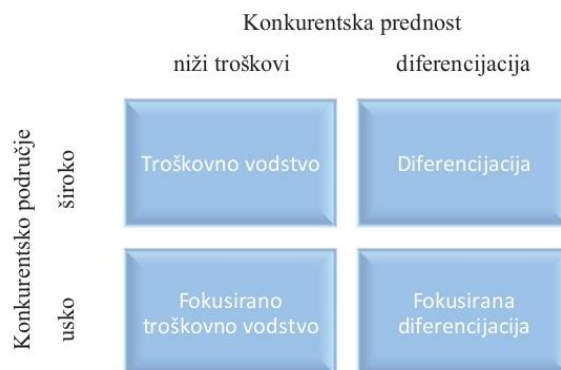 Konkurentska prednost
niži troškovi
diferencijacija
Konkurentsko područje
široko
Troškovno vodstvo
Diferencijacija
usko
Fokusirano
troškovno vodstvo
Fokusirana
diferencijacija